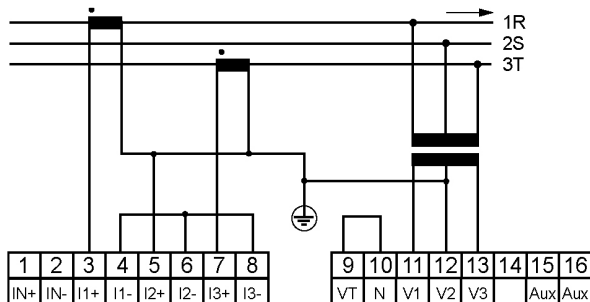 1R
2S
3T
1 2 3 4 5 6 7 8 9 10 11 12 13 14 15 16
IN+ IN- I1+ I1- I2+ I2- I3+ I3- VT N V1 V2 V3 Aux Aux